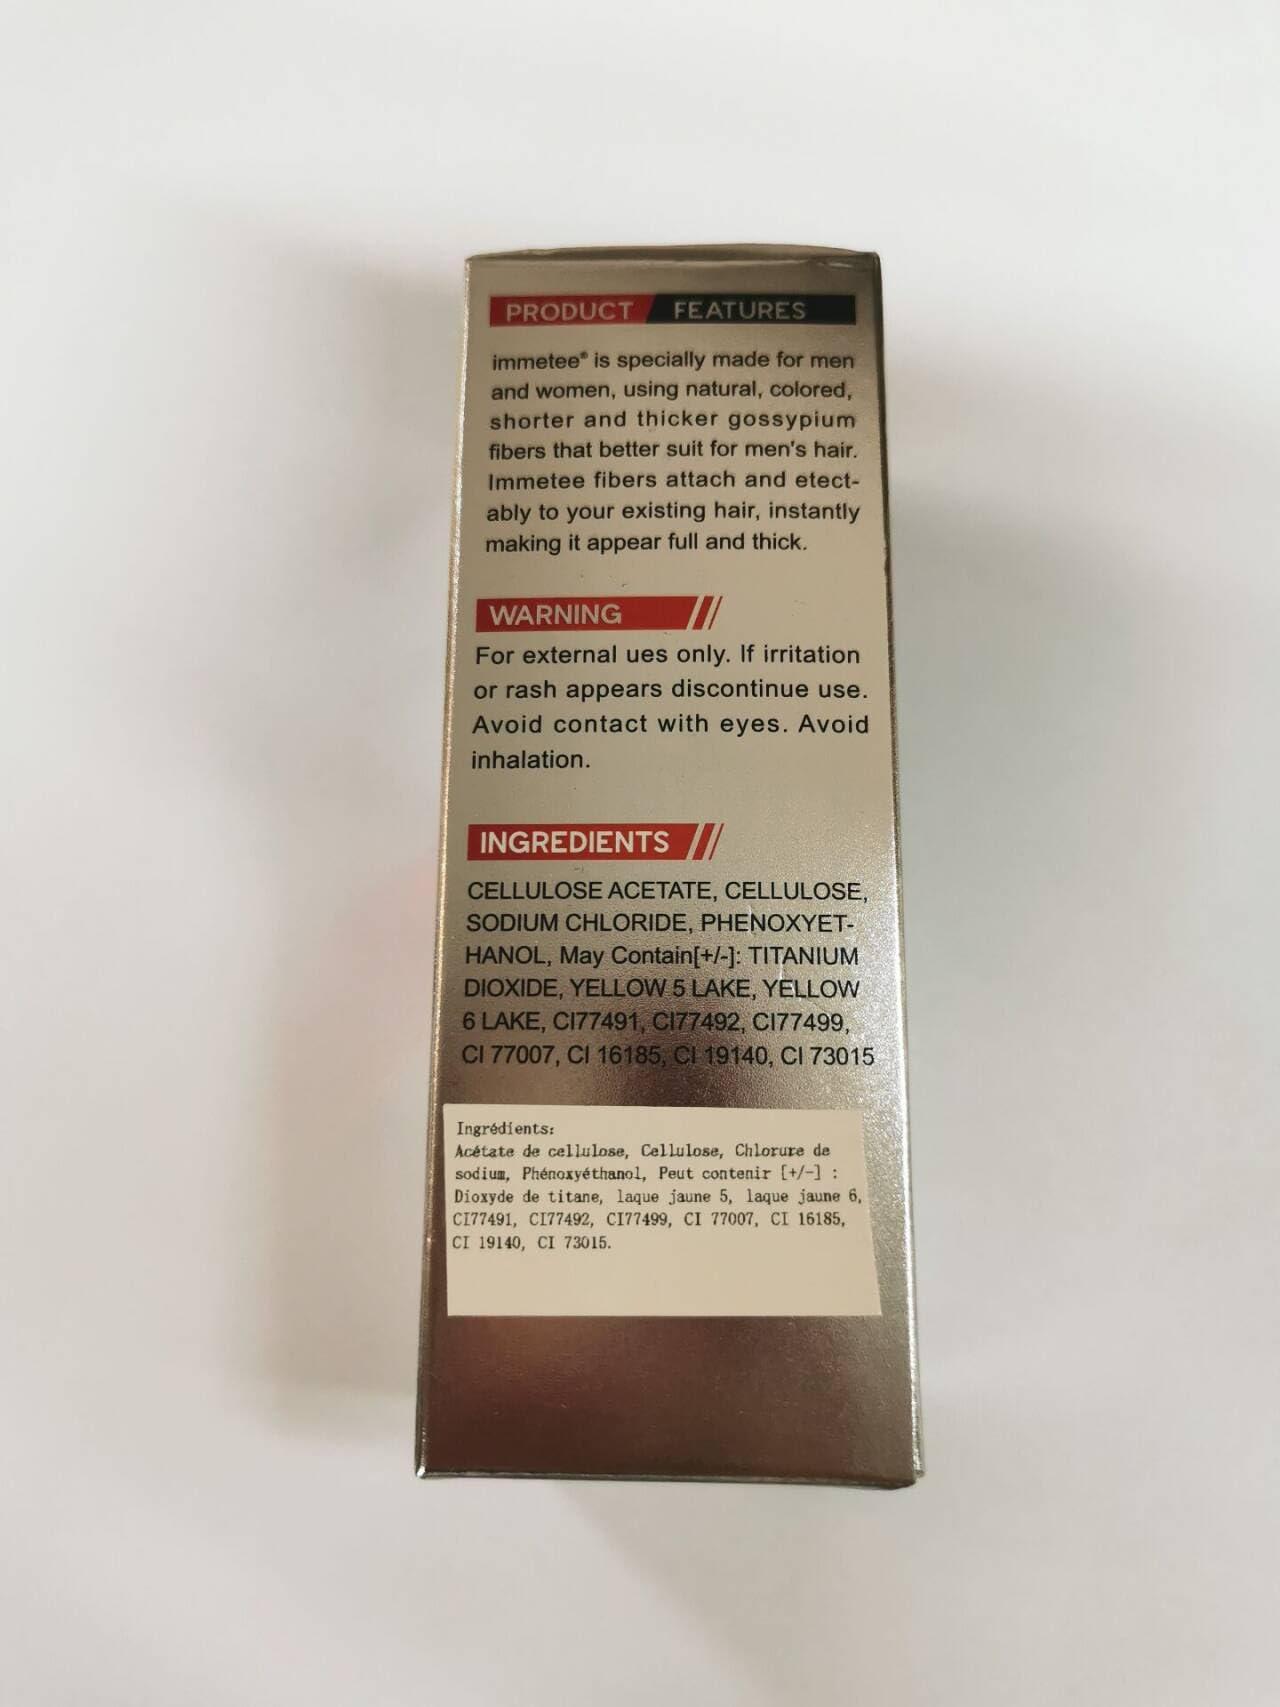 PRODUCT FEATURES
immetee® is specially made for men
and women, using natural, colored,
shorter and thicker gossypium
fibers that better suit for men's hair.
Immetee fibers attach and etect-
ably to your existing hair, instantly
making it appear full and thick.
WARNING
For external ues only. If irritation
or rash appears discontinue use.
Avoid contact with eyes. Avoid
inhalation.
INGREDIENTS
CELLULOSE ACETATE, CELLULOSE,
SODIUM CHLORIDE, PHENOXYET-
HANOL, May Contain[+/-]: TITANIUM
DIOXIDE, YELLOW 5 LAKE, YELLOW
6 LAKE, CI77491, CI77492, CI77499,
CI 77007, CI 16185, CI 19140, CI 73015
Ingrédients:
Acétate de cellulose, Cellulose, Chlorure de
sodium, Phénoxyéthanol, Peut contenir [+/-] :
Dioxyde de titane, laque jaune 5, laque jaune 6,
CI77491, CI77492, CI77499, CI 77007, CI 16185,
CI 19140, CI 73015.